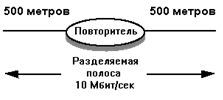 500 метров 500 метров
Повторитель
Разделяемая
полоса
10 Мбит/сек